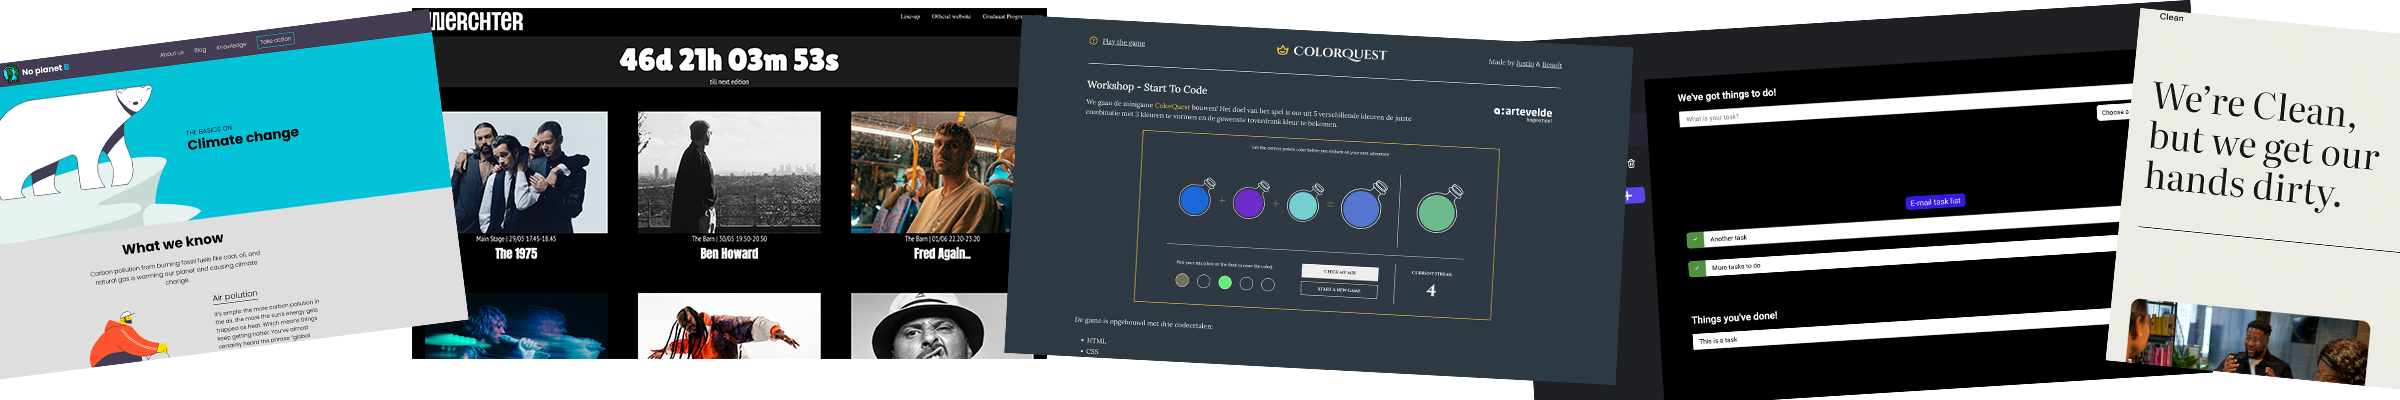 No planet B
About us
Blog
Knowledge
Take action
THE BASICS ON
Climate change
What we know
Carbon pollution from burning fossil fuels like coal, oil, and
natural gas is warming our planet and causing climate
change.
Air polution
It's simple: the more carbon pollution in
the air, the more the sun's energy gets
trapped as heat. Which means things
keep getting hotter. You've almost
certainly heard the phrase "global
WERCHTER
Line-up
Official website
Graduaat
46d 21h 03m 53s
till next edition
Main Stage | 29/05 17.45-18.45
The 1975
The Barn | 30/05 19.50-20.50
Ben Howard
The Barn | 01/06 22.20-23.20
Fred Again...
Play the game
COLORQUEST
Made by Justin & Benoit
Workshop - Start To Code
We gaan de minigame ColorQuest bouwen! Het doel van het spel is om uit 5 verschillende kleuren de juiste
combinatie met 3 kleuren te vormen en de gewenste toverdrank kleur te bekomen.
artevelde
hogeschool
Get the correct potion color before you embark on your next adventure
+
+
=
Pick your mix (click on the flask to reset the color)
CHECK MY MIX
START A NEW GAME
CURRENT STREAK
4
De game is opgebouwd met drie codeertalen:
• HTML
• CSS
We've got things to do!
What is your task?
Choose a
E-mail task list
Another task
More tasks to do
Things you've done!
This is a task
Clean
We're Clean,
but we get our
hands dirty.